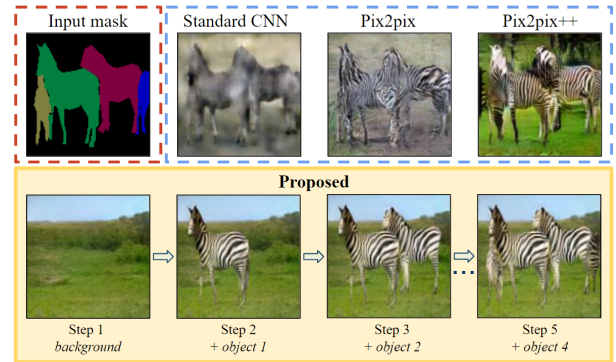 Input mask
Standard CNN
Pix2pix
Pix2pix++
Proposed
...
Step 1
background
Step 2
+ object 1
Step 3
+ object 2
Step 5
+ object 4